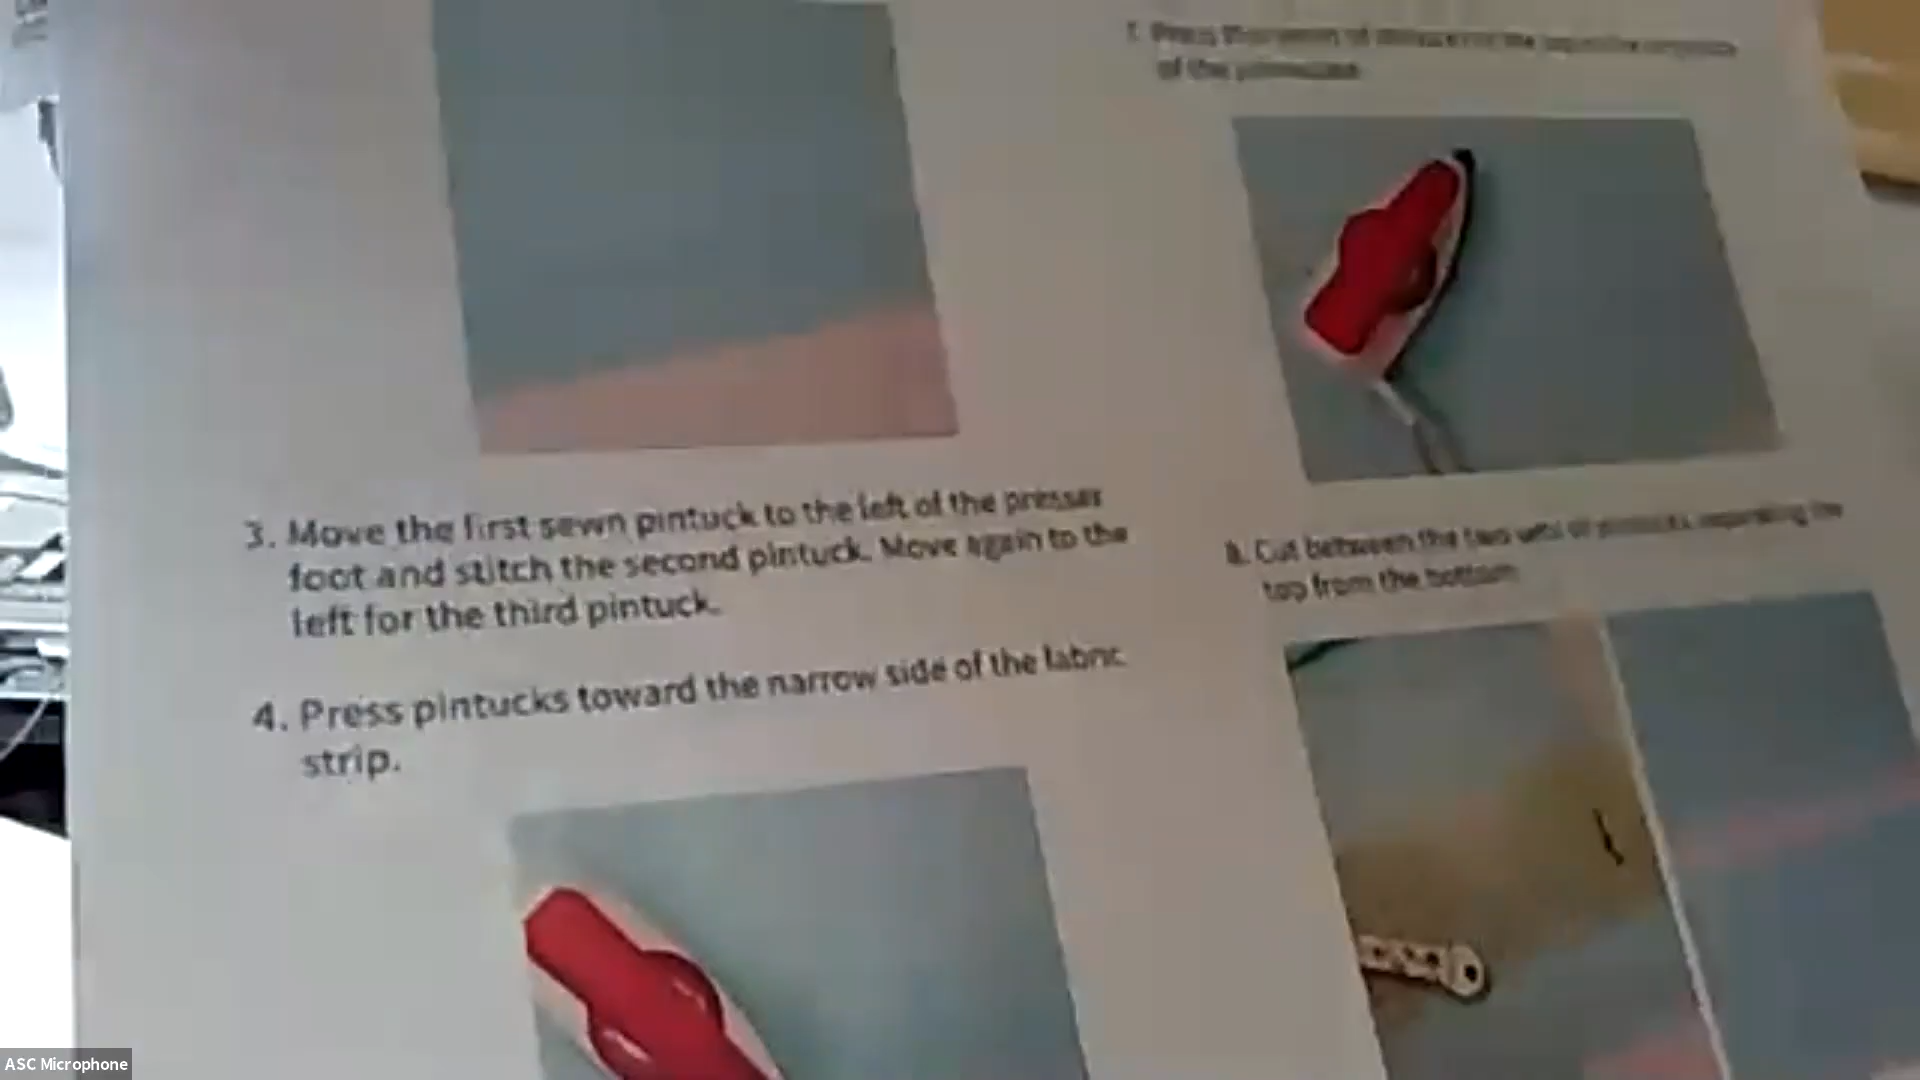 3. Move the first sewn pintuck to the left of the presser
foot and stitch the second pintuck. Move again to the
left for the third pintuck.
4. Press pintucks toward the narrow side of the fabric
strip.
of the
8. Cut between the two sets of pintucks separating the
top from the bottom
ASC Microphone